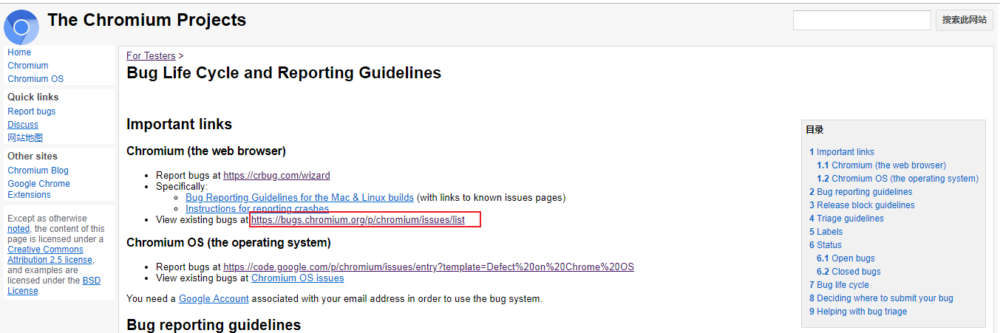 The Chromium Projects
搜索此网站
Home
Chromium
Chromium OS
Quick links
Report bugs
Discuss
网站地图
Other sites
Chromium Blog
Google Chrome
Extensions
Except as otherwise
noted, the content of this
page is licensed under a
Creative Commons
Attribution 2.5 license,
and examples are
licensed under the BSD
License.
For Testers >
Bug Life Cycle and Reporting Guidelines
Important links
Chromium (the web browser)
• Report bugs at https://crbug.com/wizard
• Specifically:
○ Bug Reporting Guidelines for the Mac & Linux builds (with links to known issues pages)
○ Instructions for reporting crashes
• View existing bugs at https://bugs.chromium.org/p/chromium/issues/list
Chromium OS (the operating system)
• Report bugs at https://code.google.com/p/chromium/issues/entry?template=Defect%20on%20Chrome%20OS
• View existing bugs at Chromium OS issues
You need a Google Account associated with your email address in order to use the bug system.
Bug reporting guidelines
目录
1 Important links
1.1 Chromium (the web browser)
1.2 Chromium OS (the operating system)
2 Bug reporting guidelines
3 Release block guidelines
4 Triage guidelines
5 Labels
6 Status
6.1 Open bugs
6.2 Closed bugs
7 Bug life cycle
8 Deciding where to submit your bug
9 Helping with bug triage